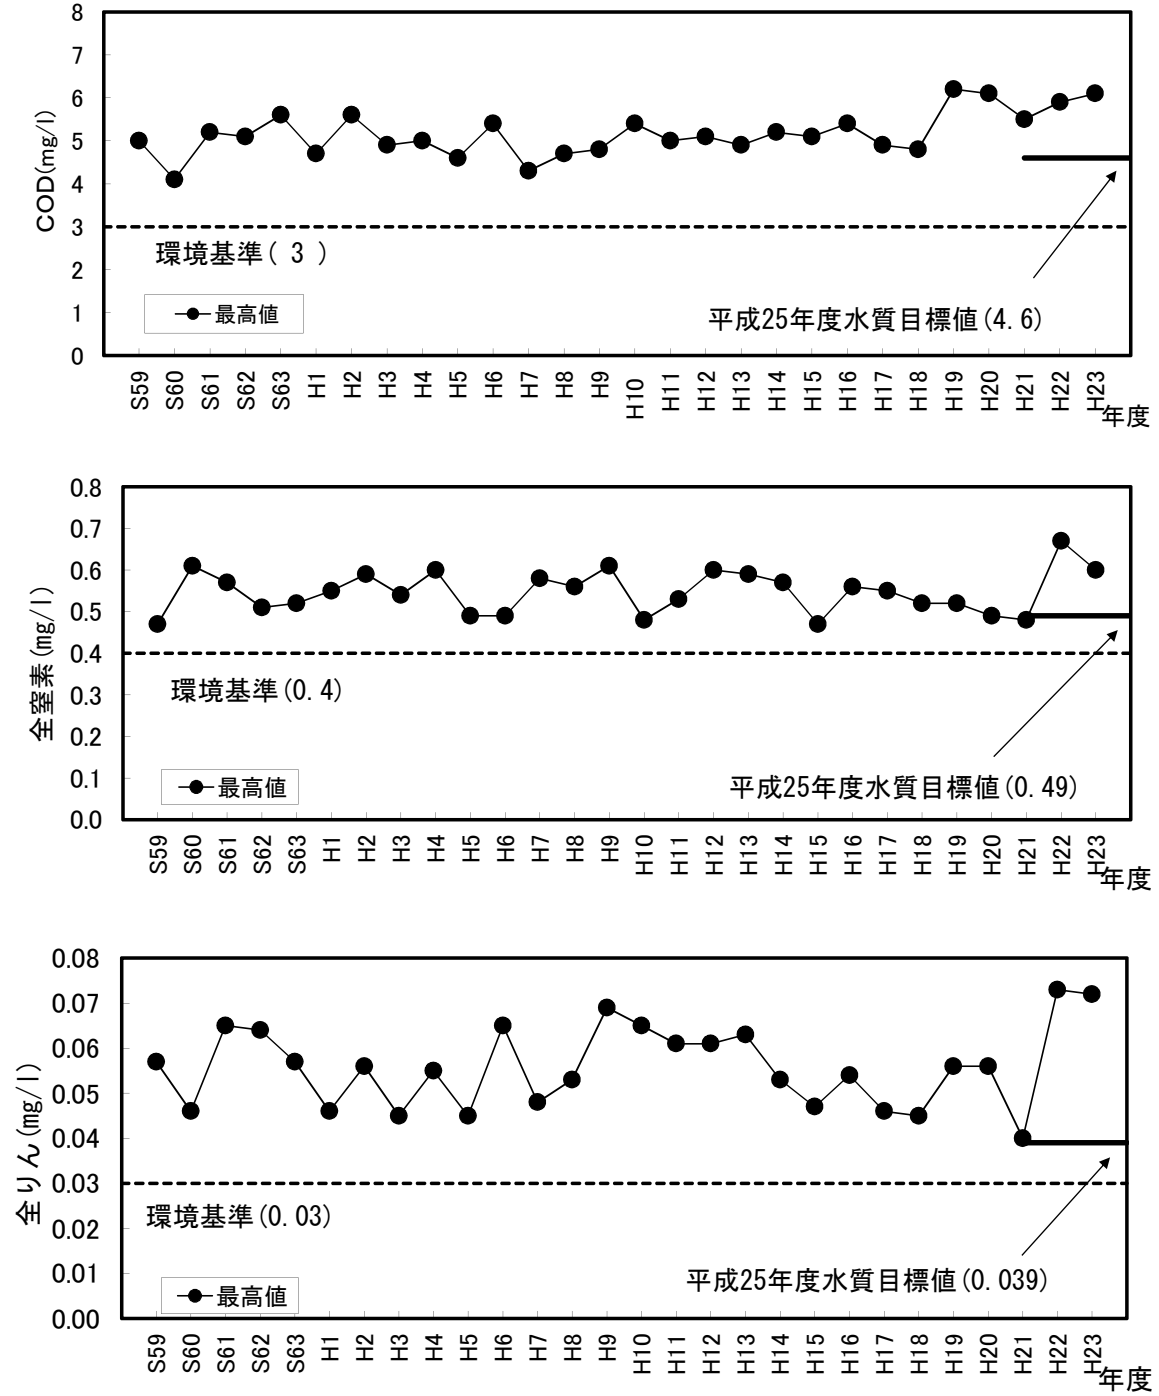 8
7
6
5
4
3
2
1
0
COD(mg/l)
環境基準( 3 )
最高値
平成25年度水質目標値(4.6)
S59 S60 S61 S62 S63 H1 H2 H3 H4 H5 H6 H7 H8 H9 H10 H11 H12 H13 H14 H15 H16 H17 H18 H19 H20 H21 H22 H23
年度
0.8
0.7
0.6
0.5
0.4
0.3
0.2
0.1
0.0
全窒素(mg/l)
環境基準(0.4)
最高値
平成25年度水質目標値(0.49)
S59 S60 S61 S62 S63 H1 H2 H3 H4 H5 H6 H7 H8 H9 H10 H11 H12 H13 H14 H15 H16 H17 H18 H19 H20 H21 H22 H23
年度
0.08
0.07
0.06
0.05
0.04
0.03
0.02
0.01
0.00
全りん(mg/l)
環境基準(0.03)
最高値
平成25年度水質目標値(0.039)
S59 S60 S61 S62 S63 H1 H2 H3 H4 H5 H6 H7 H8 H9 H10 H11 H12 H13 H14 H15 H16 H17 H18 H19 H20 H21 H22 H23
年度